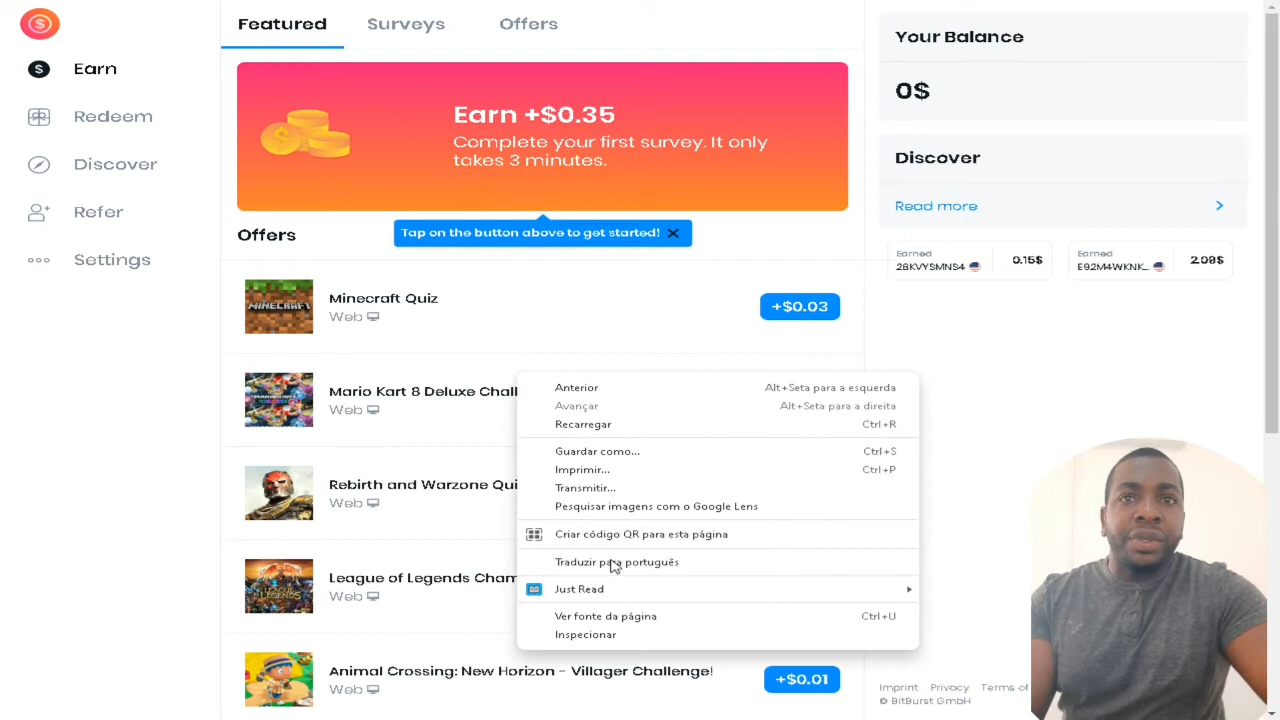 Featured
Surveys
Offers
Earn
Redeem
Discover
Refer
Settings
Earn +$0.35
Complete your first survey. It only
takes 3 minutes.
Tap on the button above to get started!
Offers
Minecraft Quiz
Web
+$0.03
Mario Kart 8 Deluxe Chall
Web
Rebirth and Warzone Qui
Web
League of Legends Cham
Web
Animal Crossing: New Horizon - Villager Challenge!
Web
+$0.01
Anterior Alt+Seta para a esquerda
Avançar Alt+Seta para a direita
Recarregar Ctrl+R
Guardar como... Ctrl+S
Imprimir... Ctrl+P
Transmitir...
Pesquisar imagens com o Google Lens
Criar código QR para esta página
Traduzir para português
Just Read
Ver fonte da página Ctrl+U
Inspecionar
Your Balance
0$
Discover
Read more
Earned
28KVYSMNS4
0.15$
Earned
E92M4WKNK...
2.09$
Imprint Privacy Terms of
© BitBurst GmbH
MINECRAFT
LEGENDS